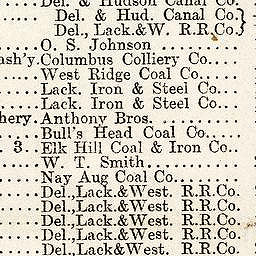 Del. & Hudson Canal Co.
Del. & Hud. Canal Co.
Del., Lack.&W. R.R.Co.}
....O. S. Johnson............
ash'y.Columbus Colliery Co.....
....West Ridge Coal Co.......
....Lack. Iron & Steel Co...
....Lack. Iron & Steel Co...
hery.Anthony Bros............
....Bull's Head Coal Co....
. 3. .Elk Hill Coal & Iron Co..
....W. T. Smith............
....Nay Aug Coal Co........
....Del.,Lack.&West. R.R.Co.
....Del.,Lack.&West. R.R.Co.
....Del.,Lack.&West. R.R.Co.
....Del.,Lack.&West. R.R.Co.
....Del.,Lack&West. R.R.Co.